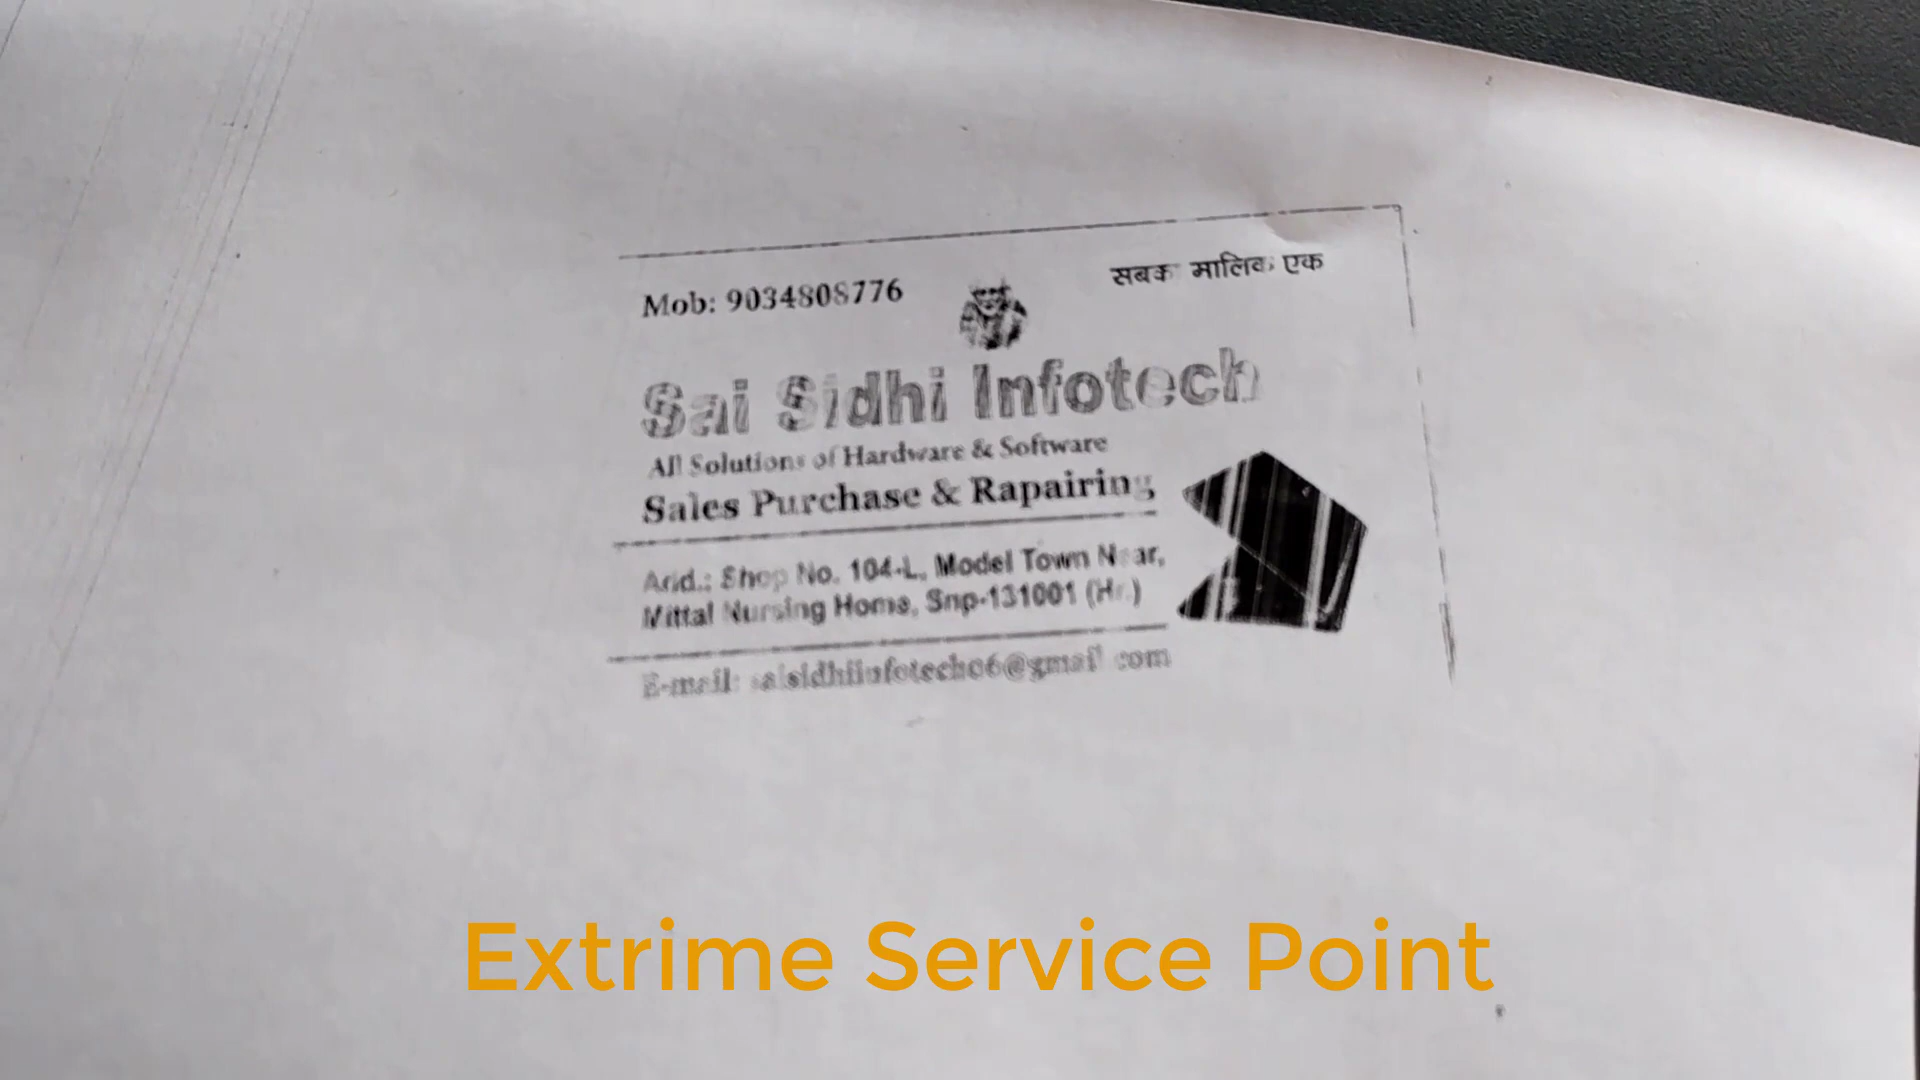 Mob: 9034808776
सबका मालिक एक
Sai Sidhi Infotech
All Solutions of Hardware & Software
Sales Purchase & Rapairing
Add.: Shop No. 104-L, Model Town Near,
Mittal Nursing Home, Snp-131001 (Hr.)
E-mail: saisidhiinfotech06@gmail.com
Extrime Service Point